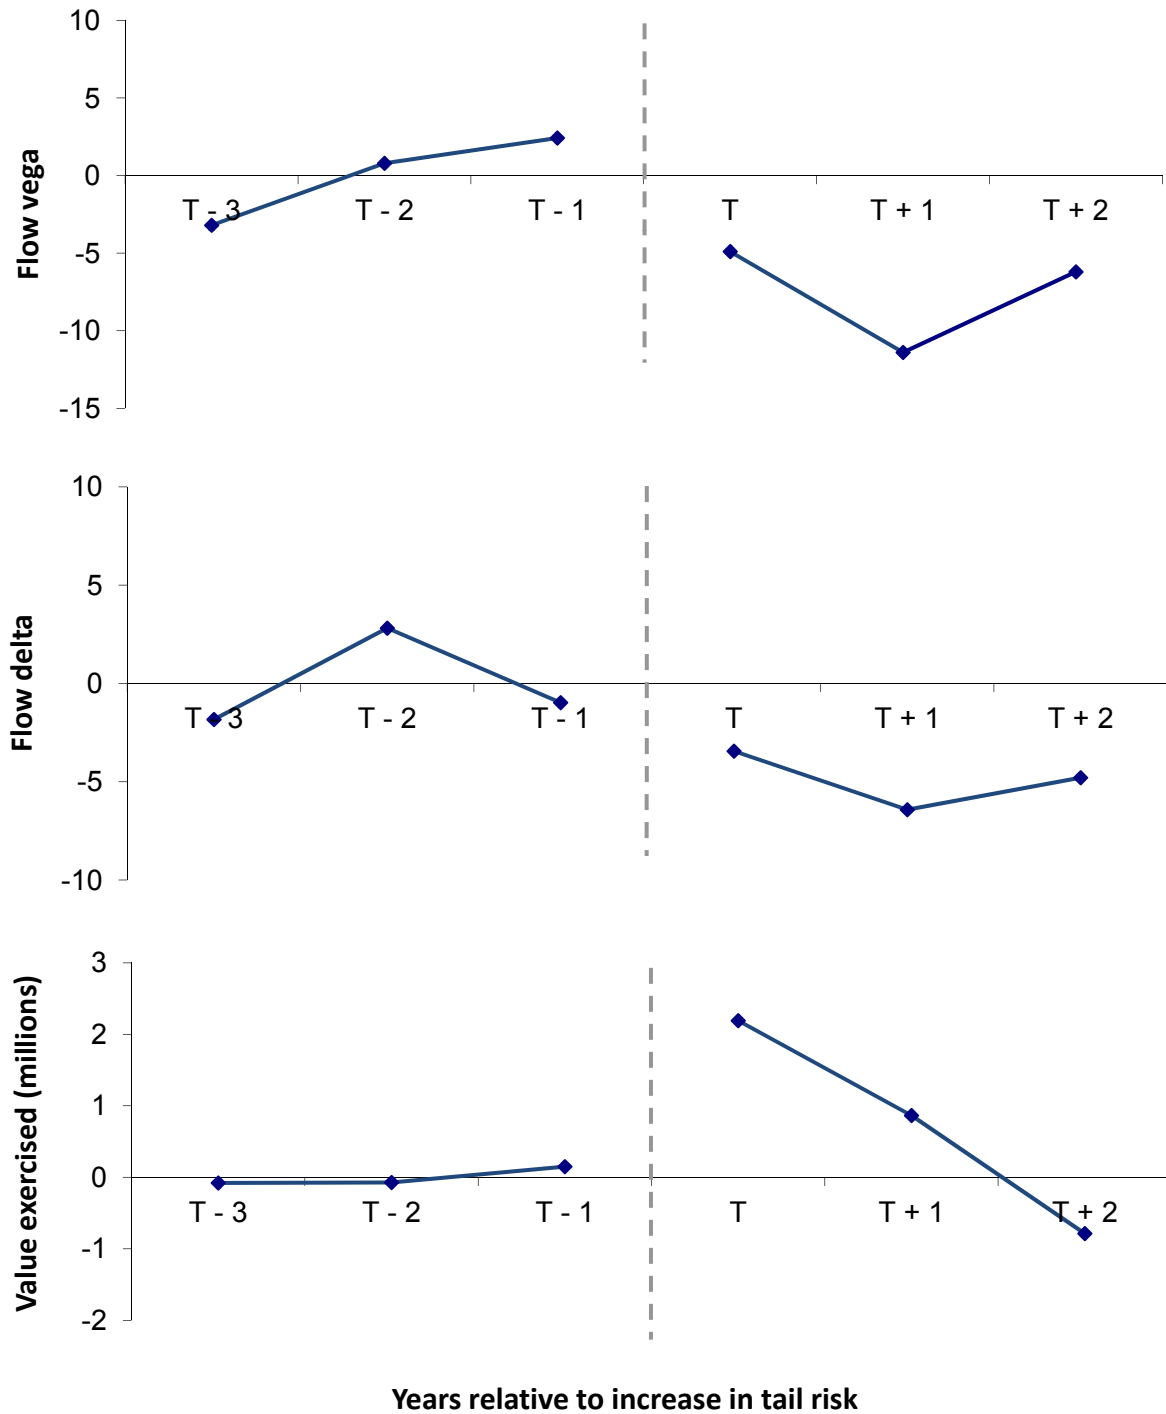 10
5
0
-5
-10
-15
Flow vega
T - 3
T - 2
T - 1
T
T + 1
T + 2
10
5
0
-5
-10
Flow delta
T - 3
T - 2
T - 1
T
T + 1
T + 2
3
2
1
0
-1
-2
Value exercised (millions)
T - 3
T - 2
T - 1
T
T + 1
T + 2
Years relative to increase in tail risk